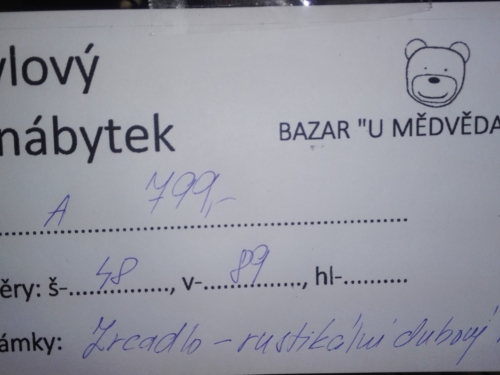 ylový
nábytek
BAZAR "U MĚDVĚDA
A 799,-
ěry: š- 48, v- 89, hl-
ámky: Zrcadlo - rustikální dubový